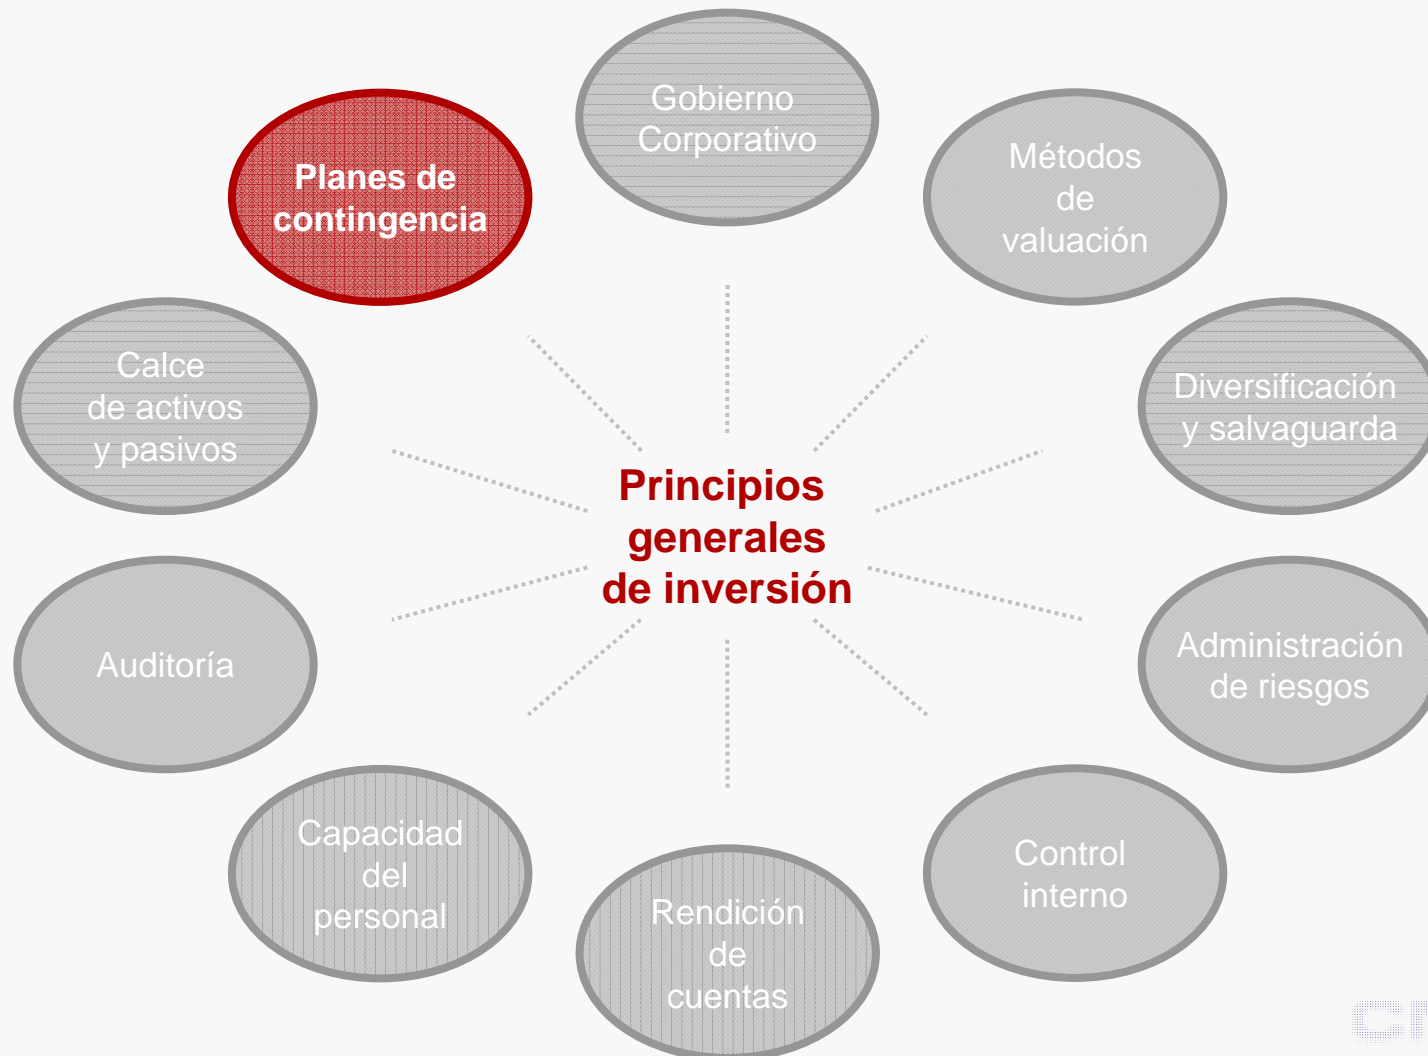 Gobierno
Corporativo
Planes de
contingencia
Métodos
de
valuación
Calce
de activos
y pasivos
Diversificación
y salvaguarda
Principios
generales
de inversión
Auditoría
Administración
de riesgos
Capacidad
del
personal
Control
interno
Rendición
de
cuentas